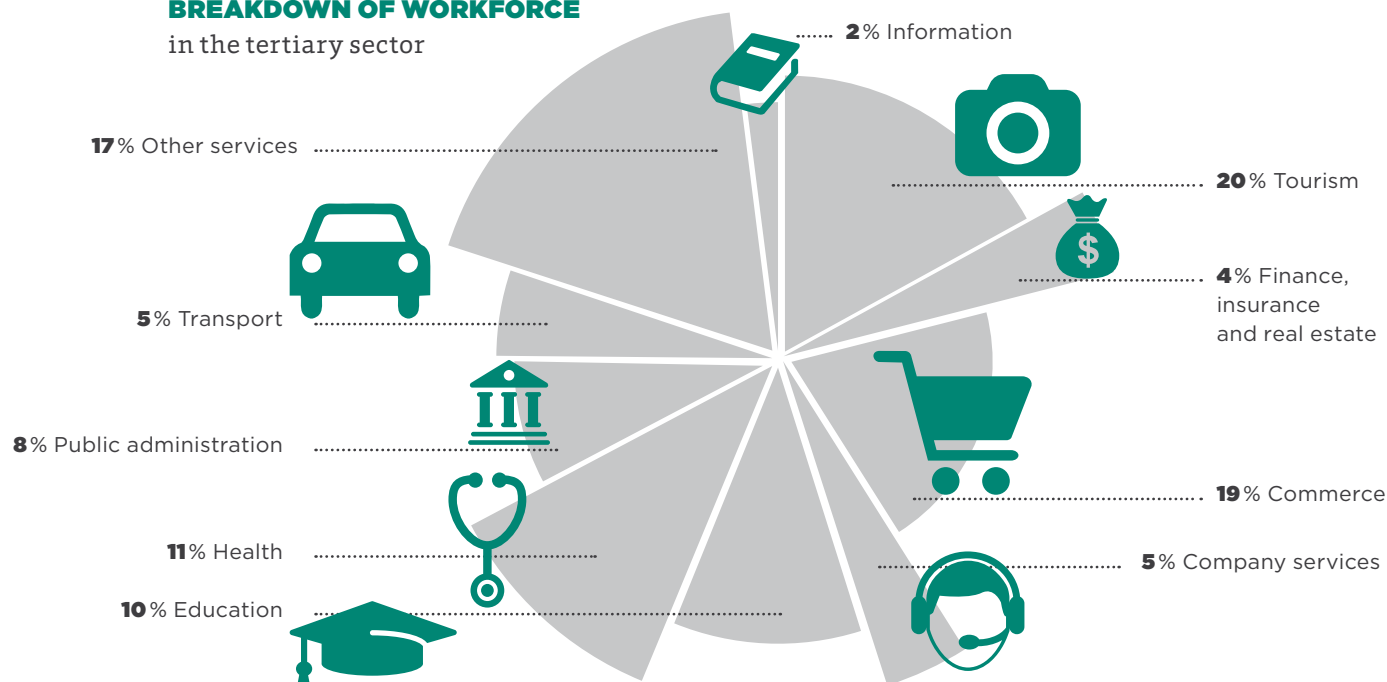 BREAKDOWN OF WORKFORCE
in the tertiary sector
2% Information
17% Other services
20% Tourism
$
4% Finance,
insurance
and real estate
5% Transport
8% Public administration
19% Commerce
11% Health
5% Company services
10% Education